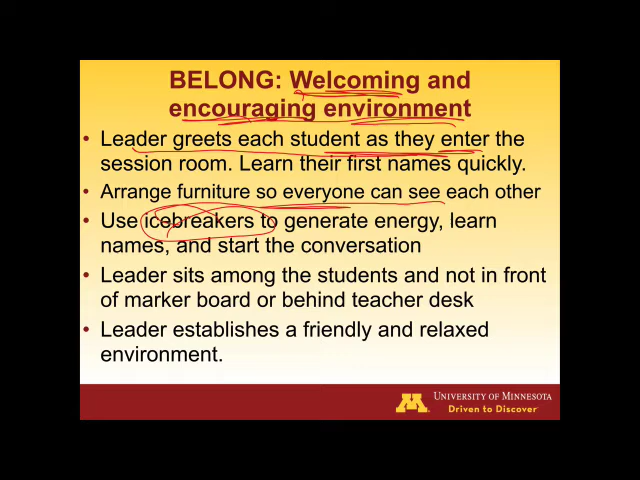 BELONG: Welcoming and
encouraging environment
• Leader greets each student as they enter the
session room. Learn their first names quickly.
• Arrange furniture so everyone can see each other
• Use icebreakers to generate energy, learn
names, and start the conversation
• Leader sits among the students and not in front
of marker board or behind teacher desk
• Leader establishes a friendly and relaxed
environment.
M UNIVERSITY OF MINNESOTA
Driven to Discover